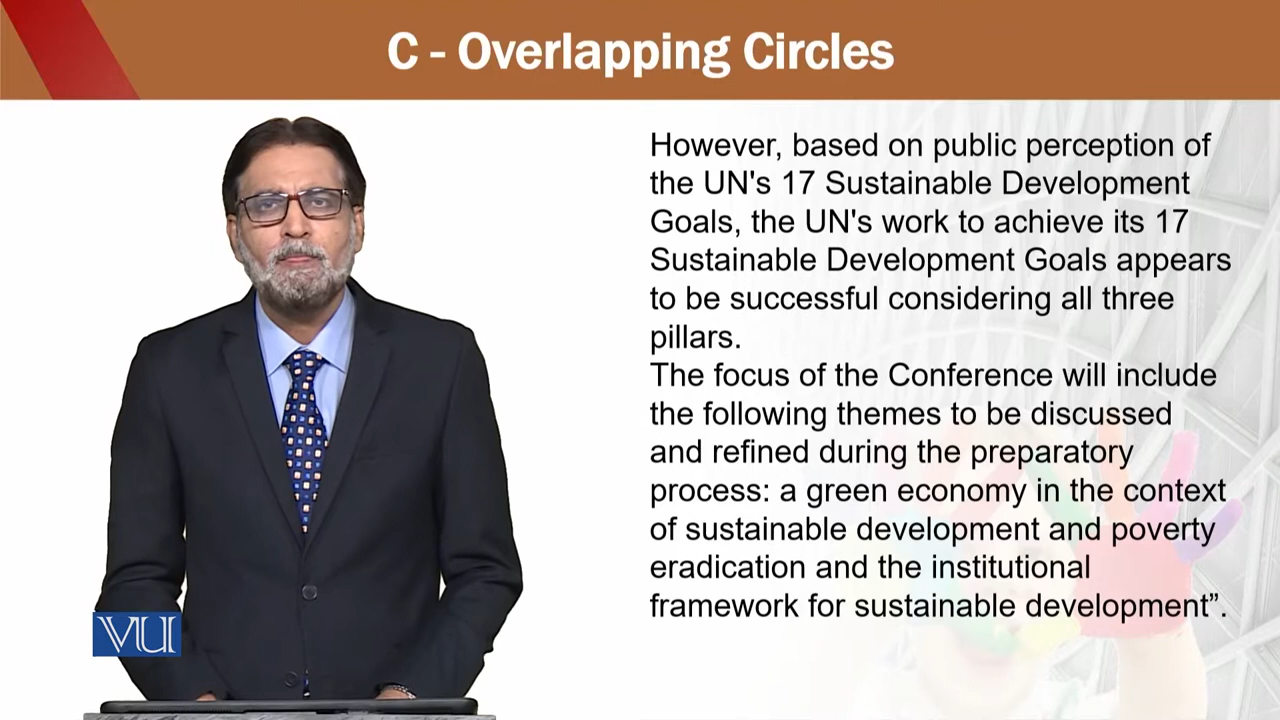 C - Overlapping Circles
However, based on public perception of
the UN's 17 Sustainable Development
Goals, the UN's work to achieve its 17
Sustainable Development Goals appears
to be successful considering all three
pillars.
The focus of the Conference will include
the following themes to be discussed
and refined during the preparatory
process: a green economy in the context
of sustainable development and poverty
eradication and the institutional
framework for sustainable development”.
VU